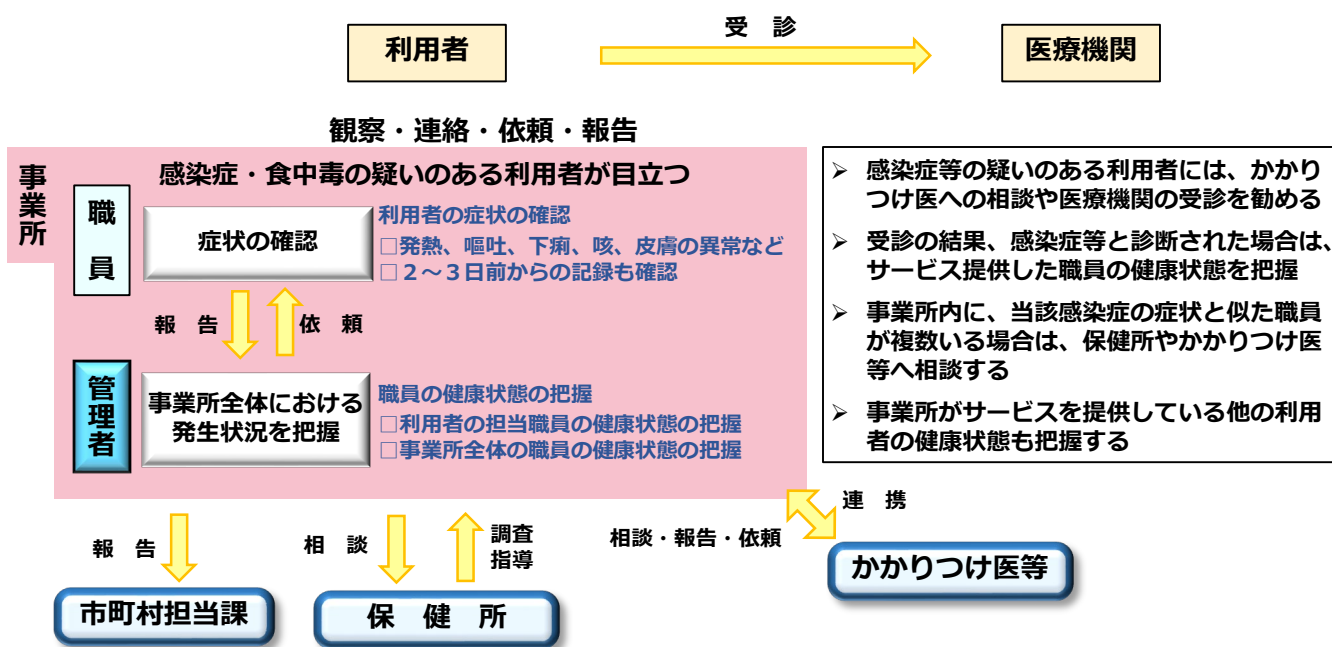 受　診
利用者
医療機関
観察・連絡・依頼・報告
事業所
感染症・食中毒の疑いのある利用者が目立つ
職員
症状の確認
利用者の症状の確認
□発熱、嘔吐、下痢、咳、皮膚の異常など
□２～３日前からの記録も確認
報　告
依　頼
管理者
事業所全体における
発生状況を把握
職員の健康状態の把握
□利用者の担当職員の健康状態の把握
□事業所全体の職員の健康状態の把握
➢ 感染症等の疑いのある利用者には、かかり
つけ医への相談や医療機関の受診を勧める
➢ 受診の結果、感染症等と診断された場合は、
サービス提供した職員の健康状態を把握
➢ 事業所内に、当該感染症の症状と似た職員
が複数いる場合は、保健所やかかりつけ医
等へ相談する
➢ 事業所がサービスを提供している他の利用
者の健康状態も把握する
報　告
相　談
調査
指導
相談・報告・依頼
連　携
市町村担当課
保　健　所
かかりつけ医等